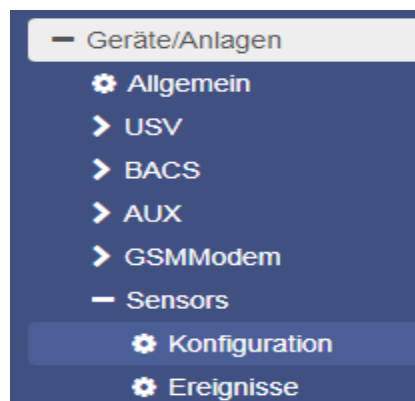 Geräte/Anlagen
Allgemein
USV
BACS
AUX
GSMModem
Sensors
Konfiguration
Ereignisse